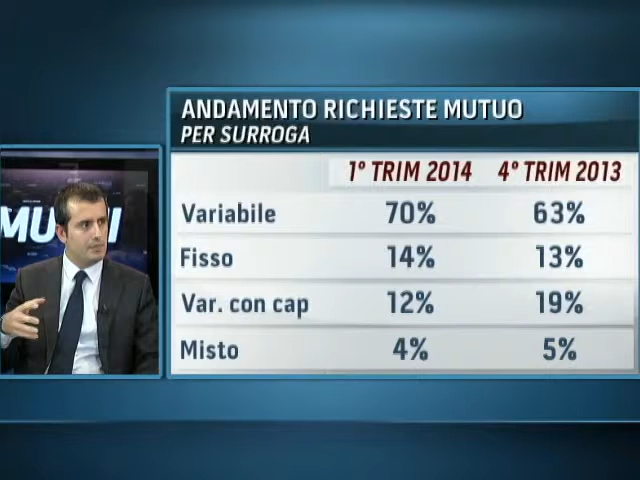 ANDAMENTO RICHIESTE MUTUO
PER SURROGA
1° TRIM 2014 4° TRIM 2013
Variabile 70% 63%
Fisso 14% 13%
Var. con cap 12% 19%
Misto 4% 5%